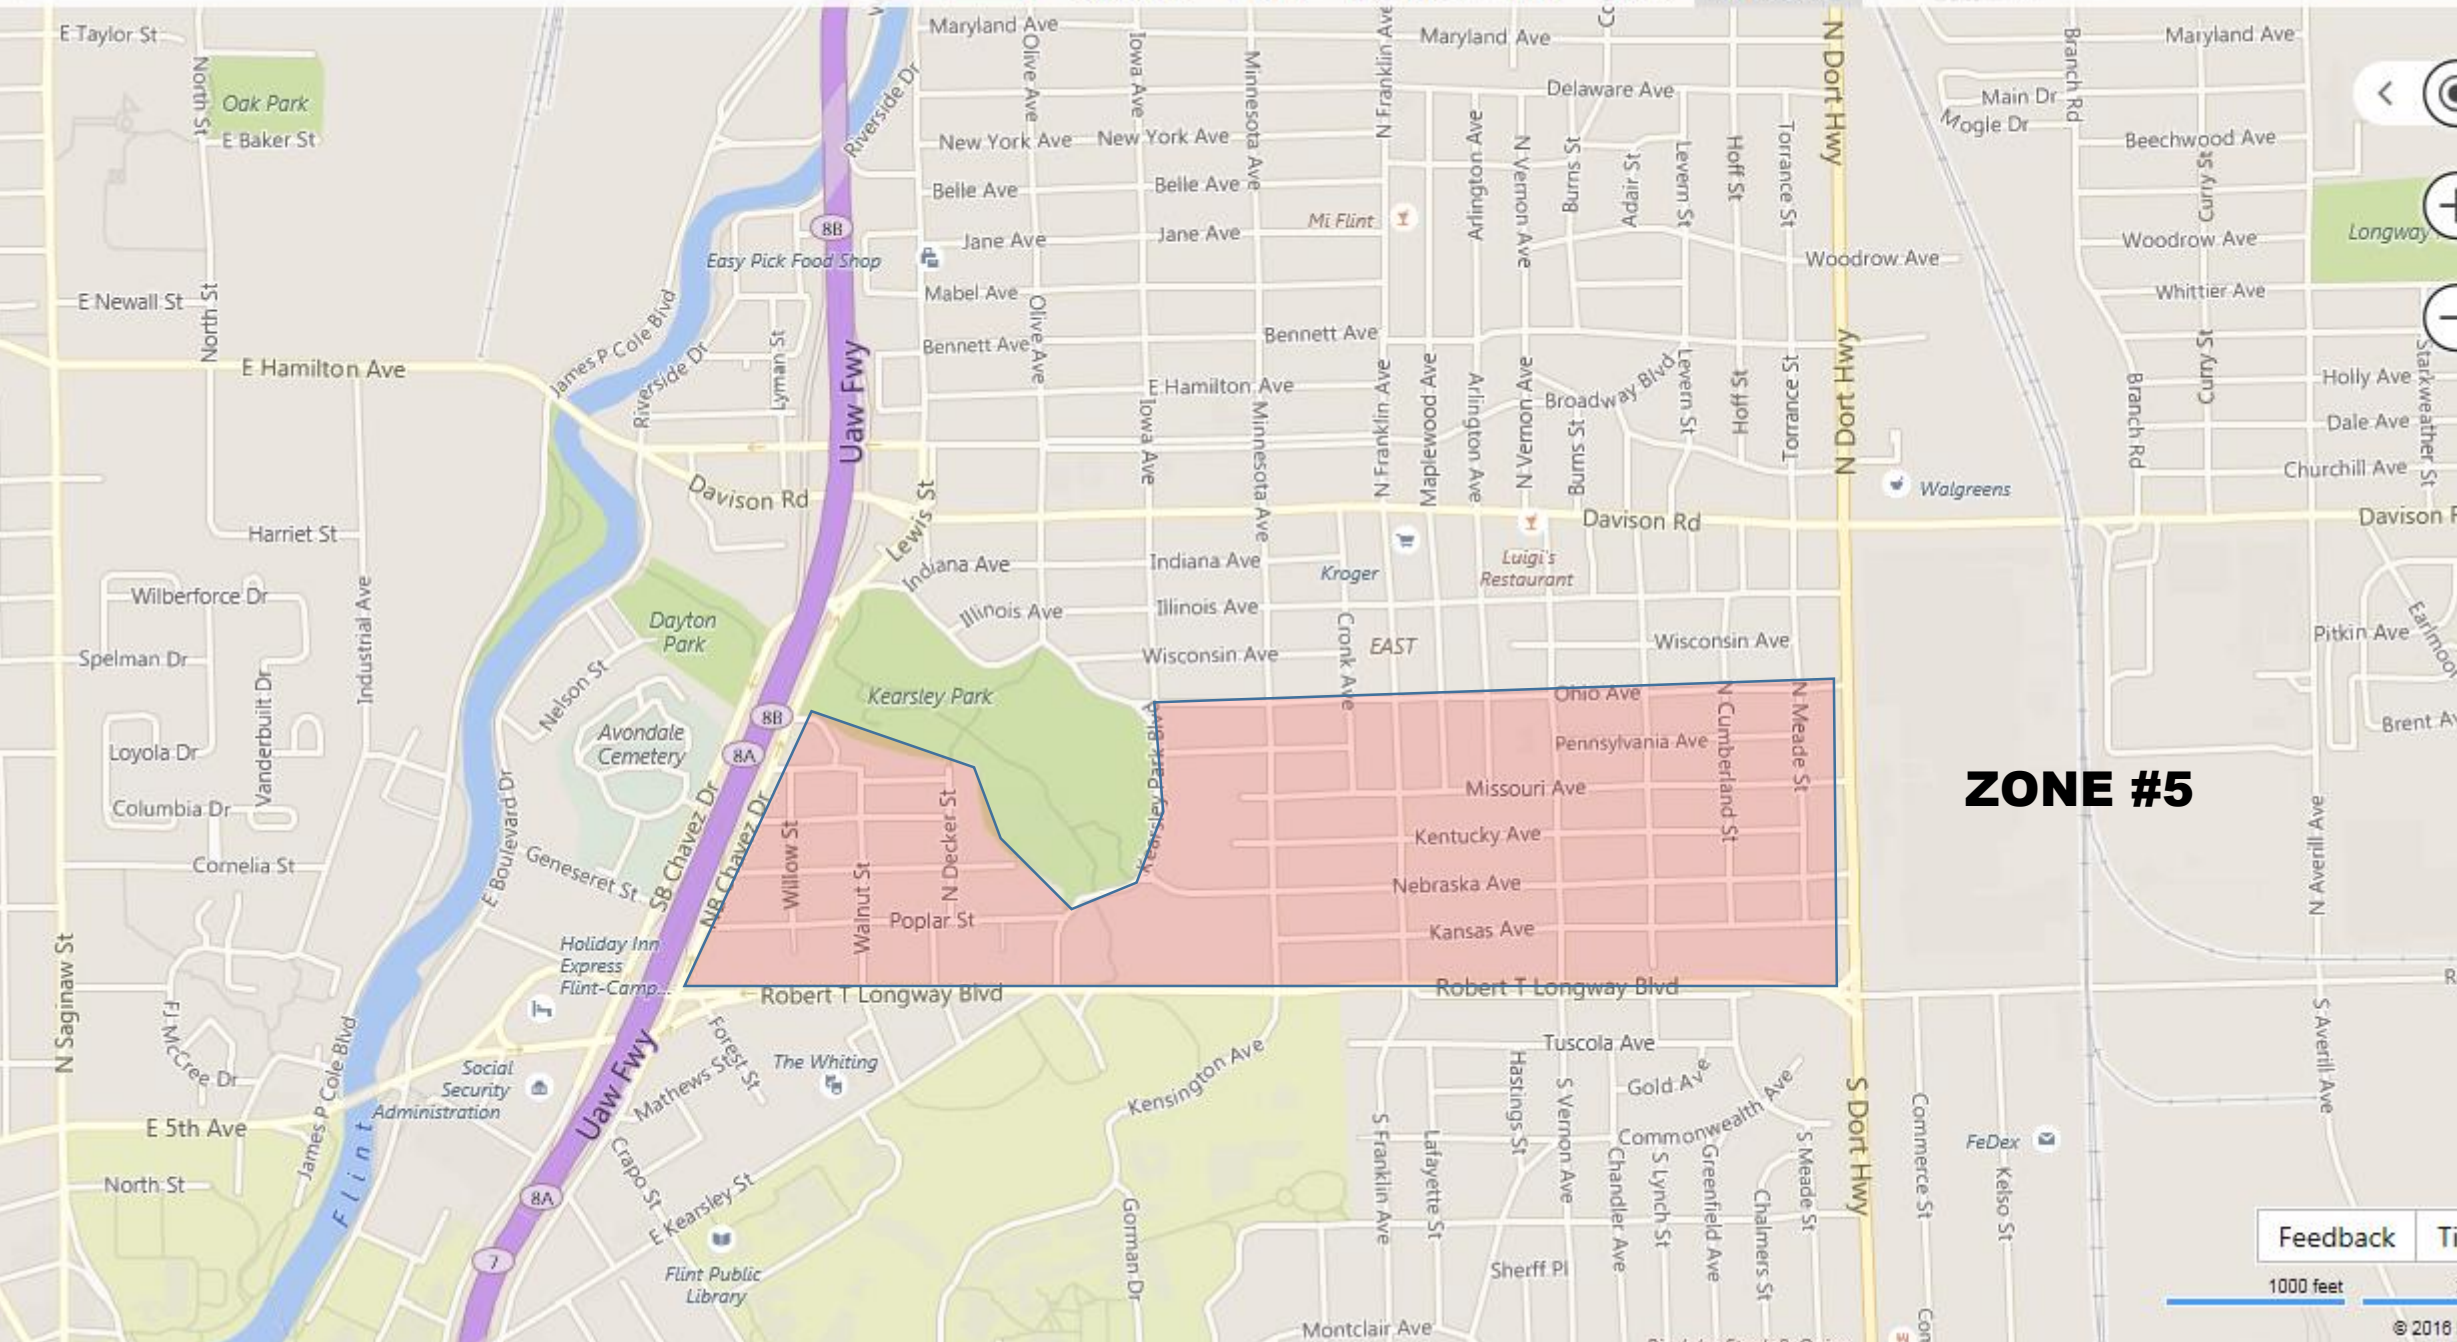 E Taylor St
North St
Oak Park
E Baker St
Maryland Ave
Olive Ave
Iowa Ave
Minnesota Ave
N Franklin Ave
Maryland Ave
N Dort Hwy
Branch Rd
Maryland Ave
Riverside Dr
Delaware Ave
Main Dr
Mogle Dr
New York Ave
New York Ave
Arlington Ave
N Vernon Ave
Burns St
Adair St
Levern St
Hoff St
Torrance St
Beechwood Ave
Curry St
Belle Ave
Belle Ave
8B
Mi Flint
Jane Ave
Jane Ave
Woodrow Ave
Longway
Easy Pick Food Shop
Woodrow Ave
E Newall St
North St
James P Cole Blvd
Mabel Ave
Olive Ave
Whittier Ave
Riverside Dr
Lyman St
Uaw Fwy
Bennett Ave
Bennett Ave
N Dort Hwy
Curry St
Starkweather St
E Hamilton Ave
E Hamilton Ave
Iowa Ave
Minnesota Ave
N Franklin Ave
Maplewood Ave
Arlington Ave
N Vernon Ave
Broadway Blvd
Burns St
Levern St
Hoff St
Torrance St
Branch Rd
Holly Ave
Dale Ave
Churchill Ave
Davison Rd
Lewis St
Walgreens
Davison Rd
Davison R
Harriet St
Indiana Ave
Indiana Ave
Kroger
Luigi's
Restaurant
Wilberforce Dr
Industrial Ave
Dayton
Park
Illinois Ave
Illinois Ave
Cronk Ave
EAST
Wisconsin Ave
Wisconsin Ave
Pitkin Ave
Earlmoo
Spelman Dr
Vanderbuilt Dr
Nelson St
Kearsley Park
Ohio Ave
N Cumberland St
N Meade St
8B
Avondale
Cemetery
8A
Loyola Dr
Pennsylvania Ave
Brent Av
Kearsley Park Blvd
Missouri Ave
ZONE #5
Columbia Dr
E Boulevard Dr
SB Chavez Dr
NB Chavez Dr
Willow St
Walnut St
N Decker St
Kentucky Ave
N Averill Ave
Cornelia St
Geneseret St
Nebraska Ave
Poplar St
Kansas Ave
N Saginaw St
Holiday Inn
Express
Flint-Camp...
Robert T Longway Blvd
Robert T Longway Blvd
R
FJ McCree Dr
James P Cole Blvd
Uaw Fwy
Forest St
Mathews St
The Whiting
Kensington Ave
Tuscola Ave
Hastings St
S Vernon Ave
Gold Ave
Commonwealth Ave
S Dort Hwy
S Averill Ave
Social
Security
Administration
E 5th Ave
Flint
North St
8A
Crapo St
E Kearsley St
Gorman Dr
S Franklin Ave
Lafayette St
Chandler Ave
S Lynch St
Greenfield Ave
Chalmers St
S Meade St
Commerce St
FeDex
Kelso St
7
Flint Public
Library
Sherff Pl
Feedback
Ti
1000 feet
Montclair Ave
Con
© 2016